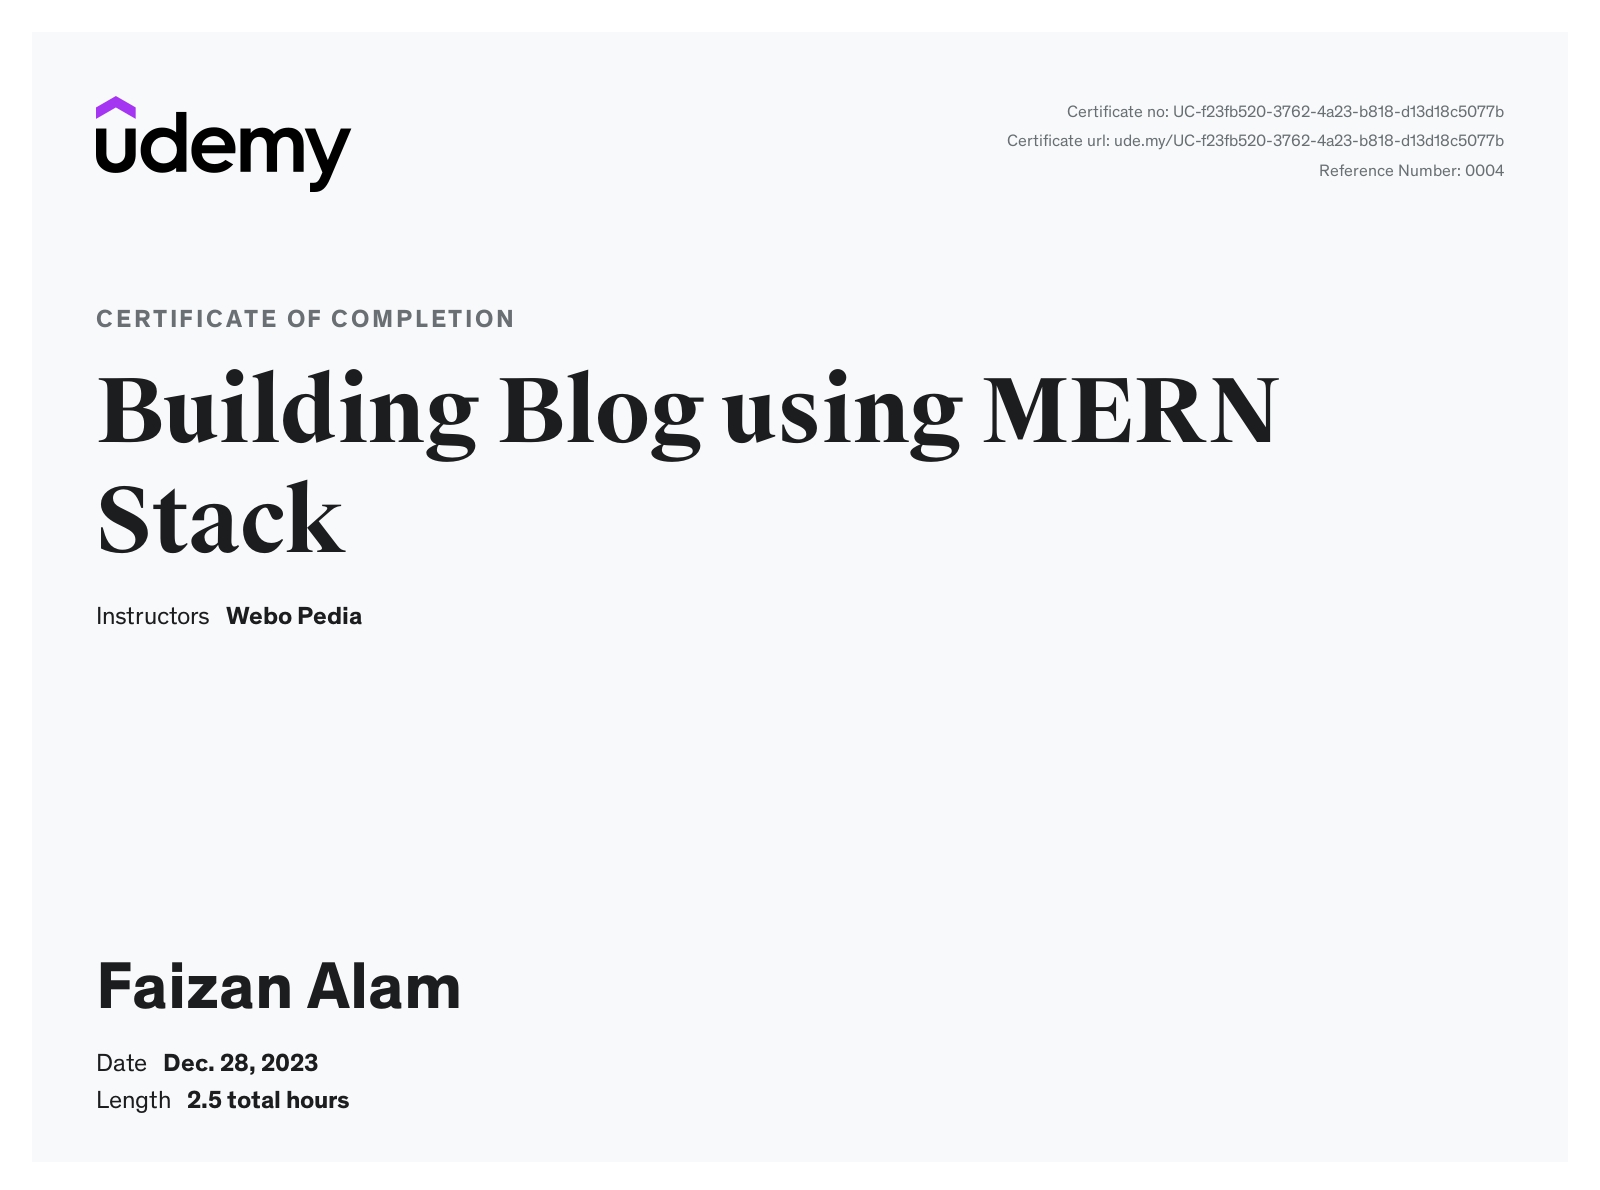 udemy
Certificate no: UC-f23fb520-3762-4a23-b818-d13d18c5077b
Certificate url: ude.my/UC-f23fb520-3762-4a23-b818-d13d18c5077b
Reference Number: 0004
CERTIFICATE OF COMPLETION
Building Blog using MERN
Stack
Instructors Webo Pedia
Faizan Alam
Date Dec. 28, 2023
Length 2.5 total hours